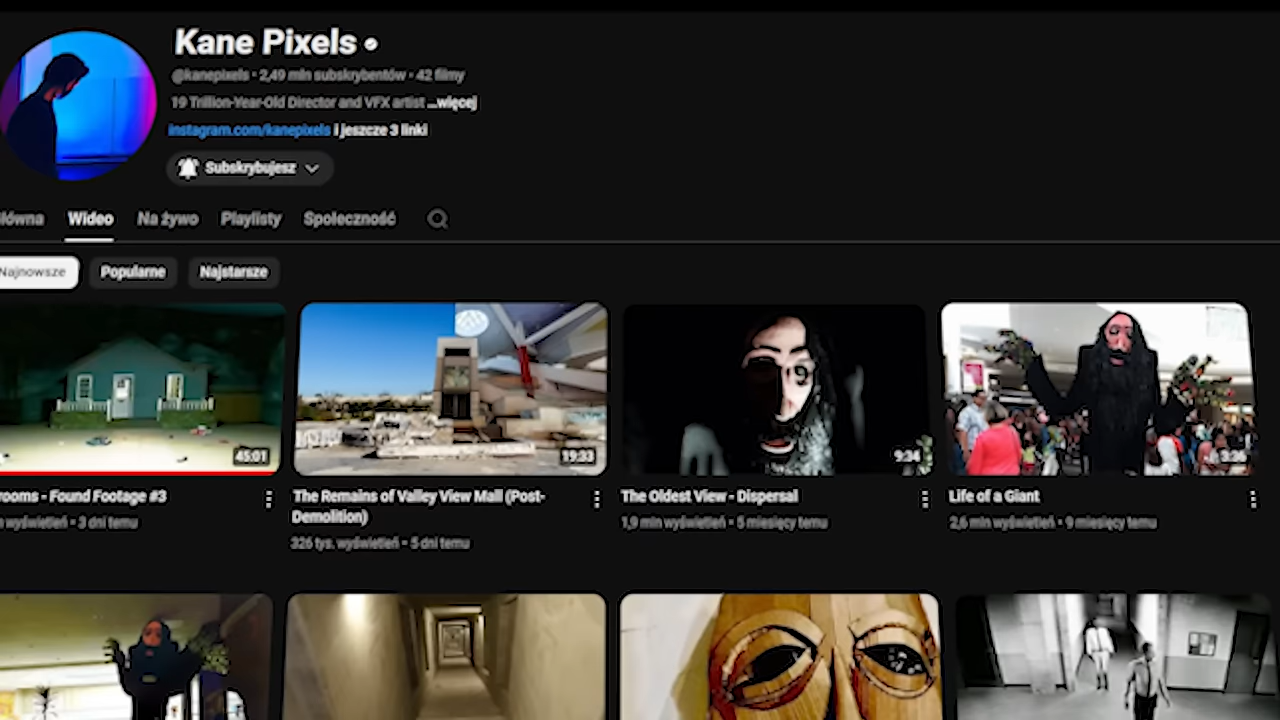 Kane Pixels
@kanepixels • 2,49 mln subskrybentów • 42 filmy
19 Trillion-Year-Old Director and VFX artist ...więcej
instagram.com/kanepixels i jeszcze 3 linki
Subskrybujesz
łówna Wideo Na żywo Playlisty Społeczność
Najnowsze Popularne Najstarsze
45:01 19:33 9:34 3:36
rooms - Found Footage #3
wyświetleń • 3 dni temu
The Remains of Valley View Mall (Post-
Demolition)
326 tys. wyświetleń • 5 dni temu
The Oldest View - Dispersal
1,9 mln wyświetleń • 5 miesięcy temu
Life of a Giant
2,6 mln wyświetleń • 9 miesięcy temu